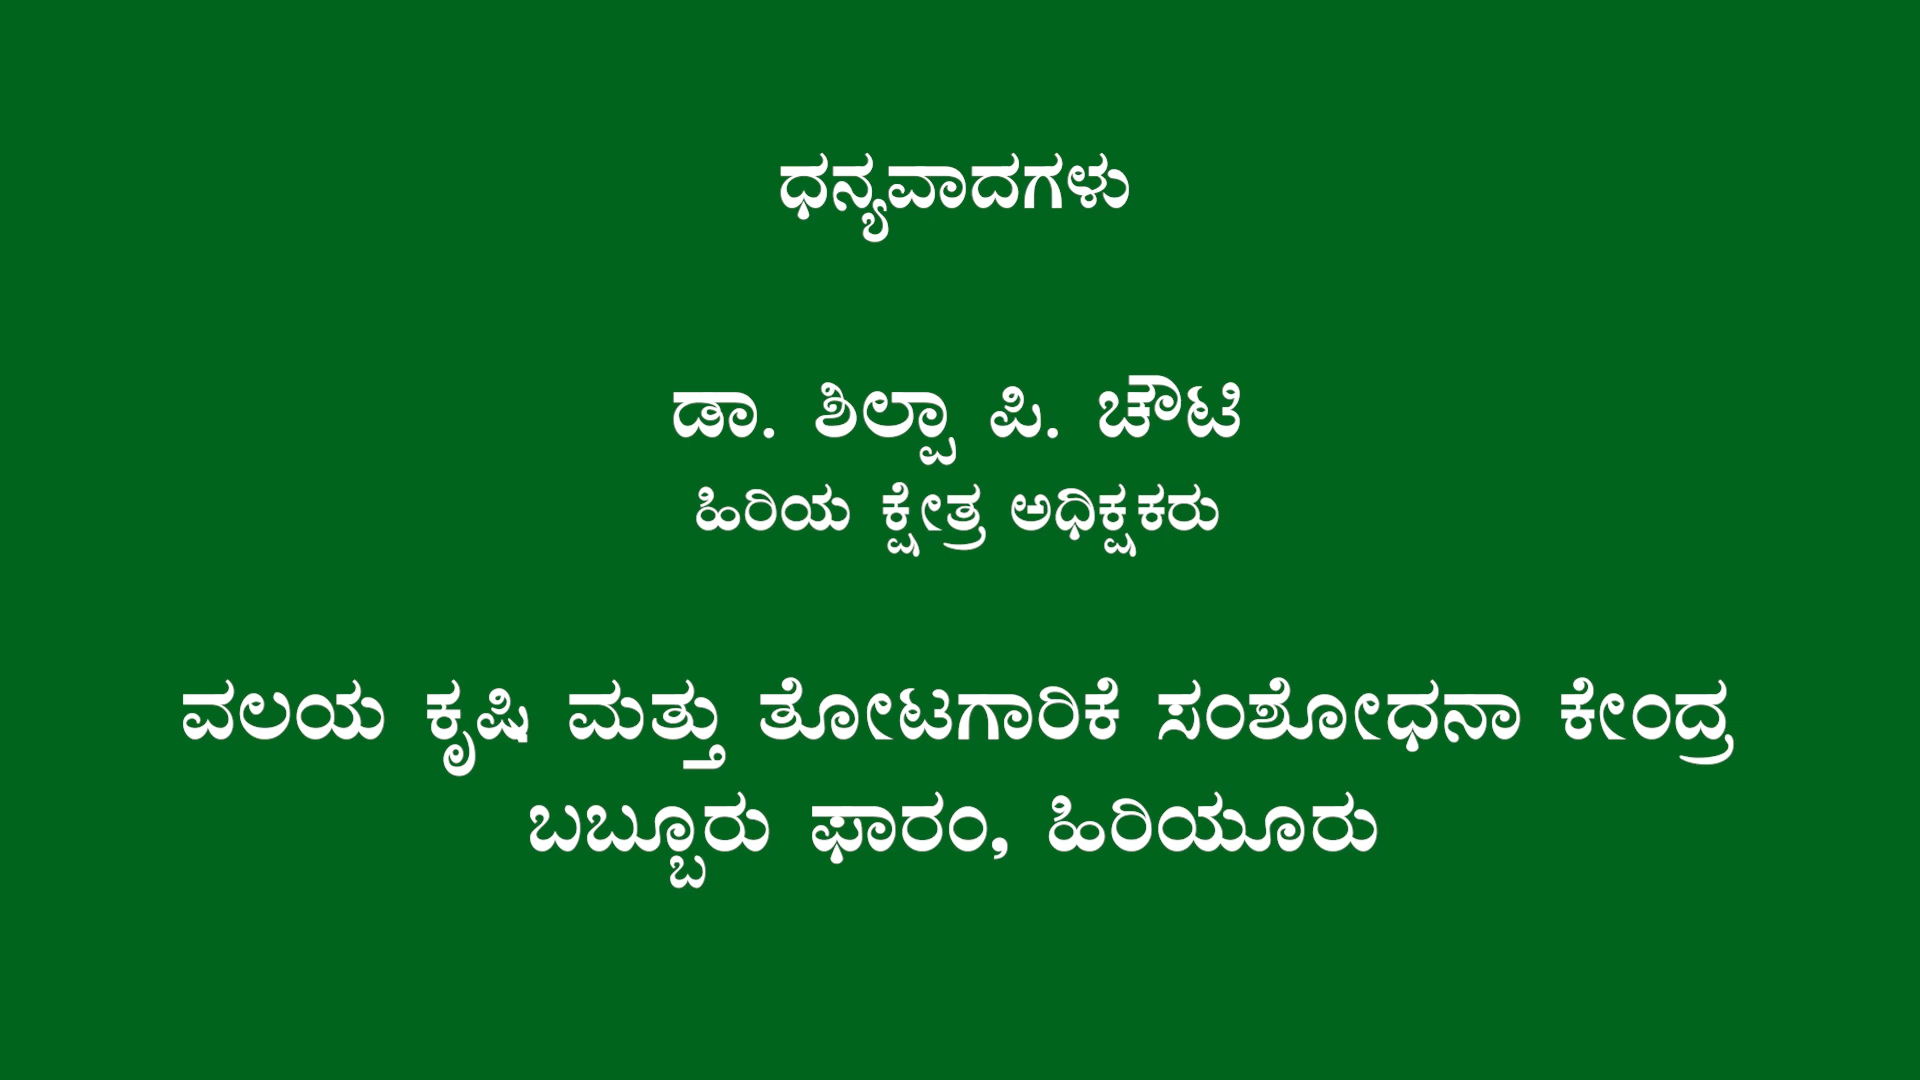 ಧನ್ಯವಾದಗಳು
ಡಾ. ಶಿಲ್ಪಾ ಪಿ. ಚೌಟಿ
ಹಿರಿಯ ಕ್ಷೇತ್ರ ಅಧಿಕ್ಷಕರು
ವಲಯ ಕೃಷಿ ಮತ್ತು ತೋಟಗಾರಿಕೆ ಸಂಶೋಧನಾ ಕೇಂದ್ರ
ಬಬ್ಬೂರು ಫಾರಂ, ಹಿರಿಯೂರು